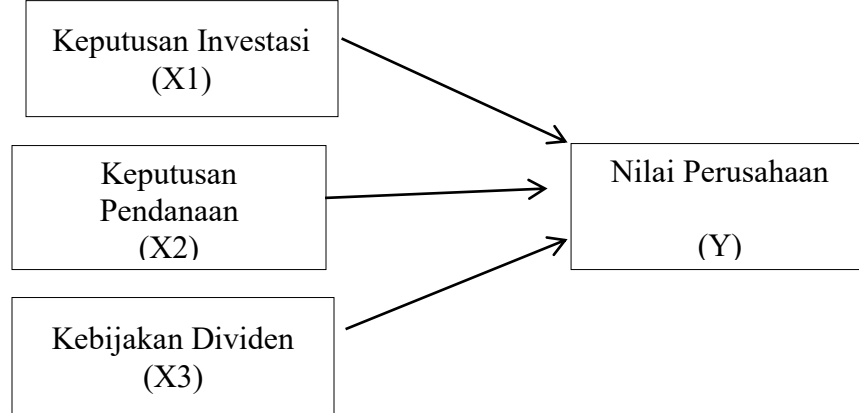 Keputusan Investasi
(X1)
Keputusan
Pendanaan
(X2)
Kebijakan Dividen
(X3)
Nilai Perusahaan
(Y)